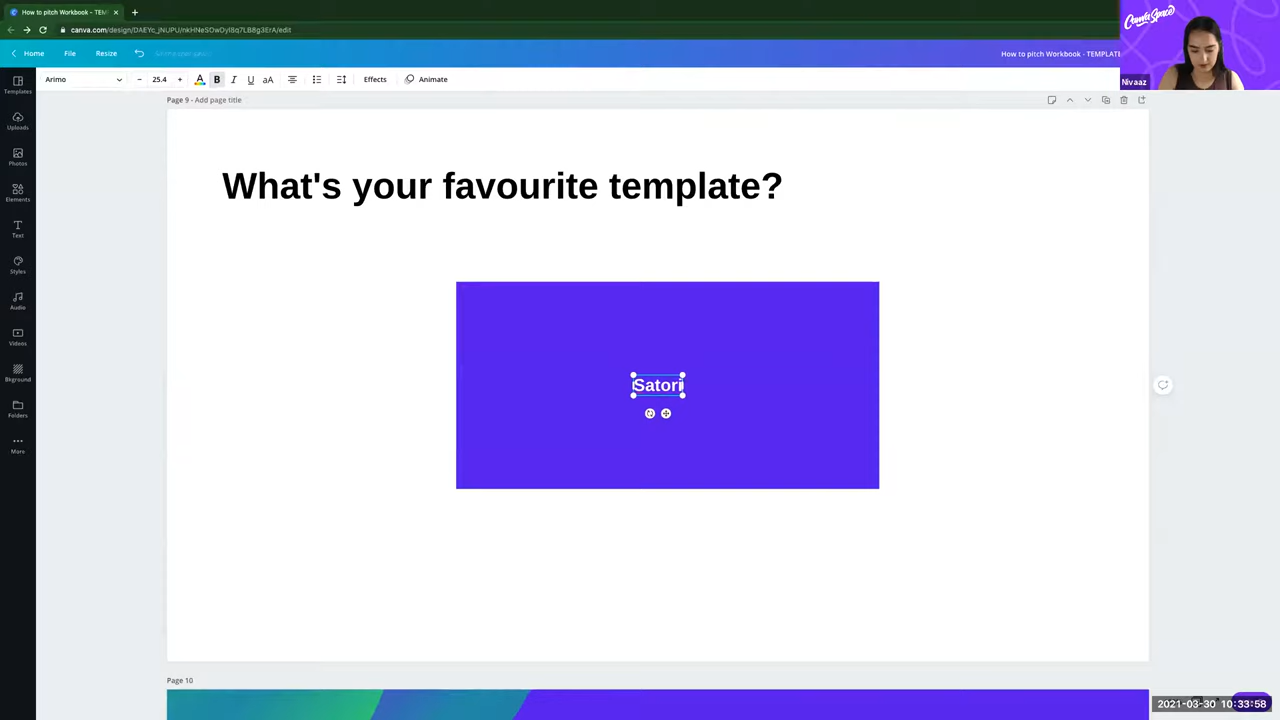 How to pitch Workbook – TEM
canva.com/design/DAEYc_jNUPU/nkHNeSOw0yI8q7LB8g3ErA/edit
Home File Resize How to pitch Workbook - TEMPLATE
CanvaSpace
Nivaaz
Arimo 25.4 A B I U aA Effects Animate
Page 9 - Add page title
Templates
Uploads
Photos
Elements
Text
Styles
Audio
Videos
Bkground
Folders
More
What's your favourite template?
Satori
Page 10
2021-03-30 10:33:58